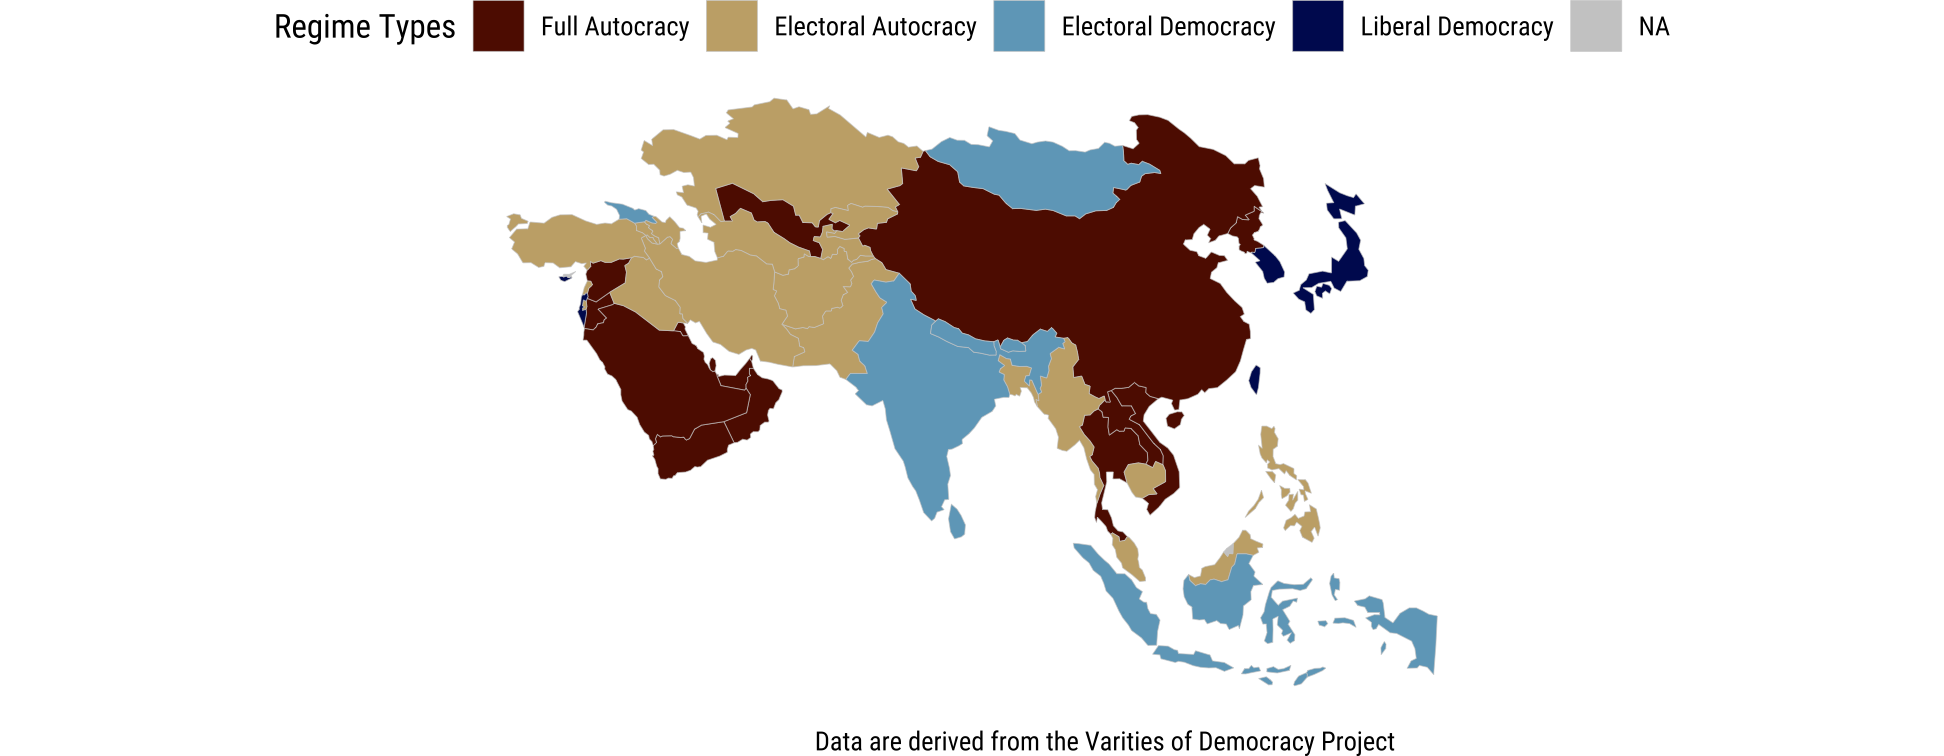 Regime Types Full Autocracy Electoral Autocracy Electoral Democracy Liberal Democracy NA
Data are derived from the Varities of Democracy Project